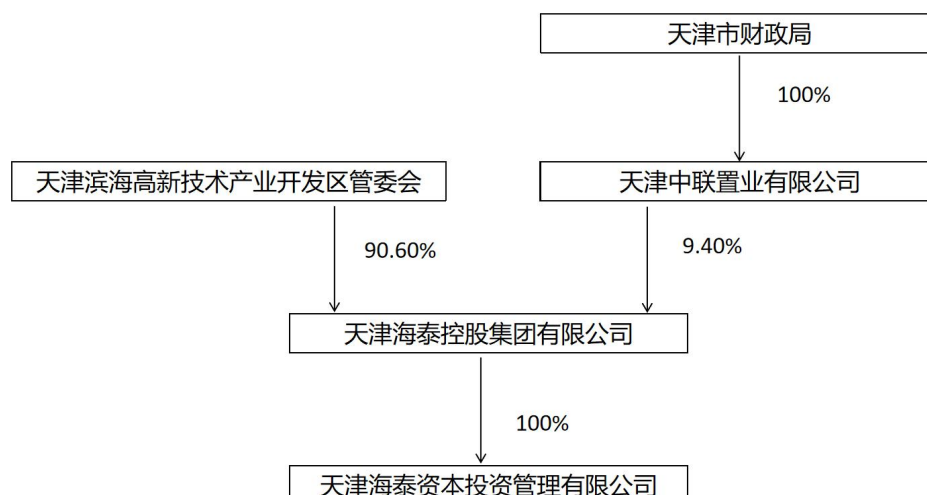 天津市财政局
100%
天津滨海高新技术产业开发区管委会
天津中联置业有限公司
90.60%
9.40%
天津海泰控股集团有限公司
100%
天津海泰资本投资管理有限公司